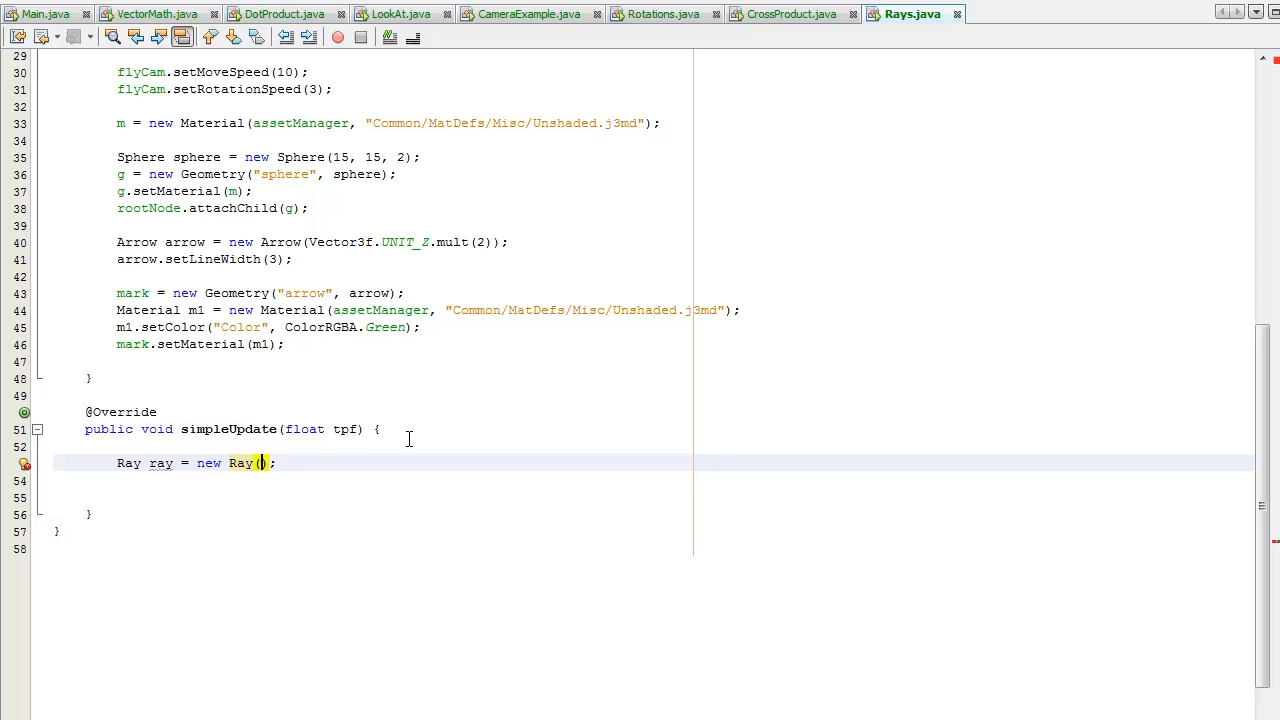 Main.java VectorMath.java DotProduct.java LookAt.java CameraExample.java Rotations.java CrossProduct.java Rays.java
29
30 flyCam.setMoveSpeed(10);
31 flyCam.setRotationSpeed(3);
32
33 m = new Material(assetManager, "Common/MatDefs/Misc/Unshaded.j3md");
34
35 Sphere sphere = new Sphere(15, 15, 2);
36 g = new Geometry("sphere", sphere);
37 g.setMaterial(m);
38 rootNode.attachChild(g);
39
40 Arrow arrow = new Arrow(Vector3f.UNIT_Z.mult(2));
41 arrow.setLineWidth(3);
42
43 mark = new Geometry("arrow", arrow);
44 Material m1 = new Material(assetManager, "Common/MatDefs/Misc/Unshaded.j3md");
45 m1.setColor("Color", ColorRGBA.Green);
46 mark.setMaterial(m1);
47
48 }
49
@Override
51 public void simpleUpdate(float tpf) {
52
Ray ray = new Ray();
54
55
56 }
57 }
58